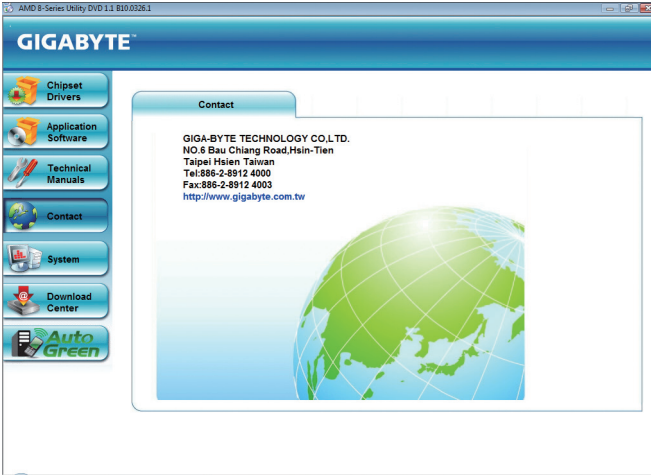 AMD 8-Series Utility DVD 1.1 B10.0326.1
GIGABYTE™
Chipset
Drivers
Application
Software
Technical
Manuals
Contact
System
Download
Center
Auto
Green
Contact
GIGA-BYTE TECHNOLOGY CO,LTD.
NO.6 Bau Chiang Road,Hsin-Tien
Taipei Hsien Taiwan
Tel:886-2-8912 4000
Fax:886-2-8912 4003
http://www.gigabyte.com.tw